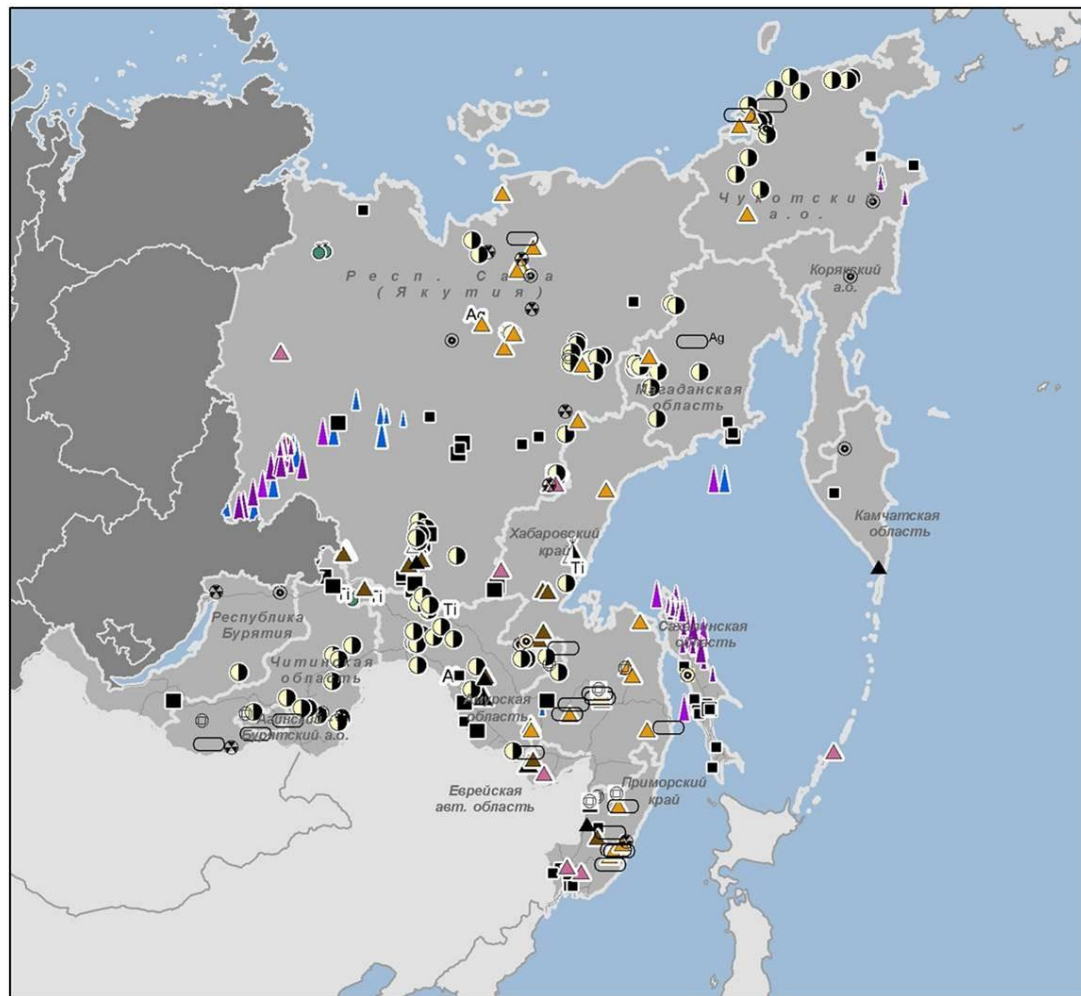 Чукотский
а.о.
Корякский
а.о.
Респ. Саха
(Якутия)
Ag
Ag
Магаданская
область
Хабаровский
край
Камчатская
область
Ti
Ti
Ti
Ti
Республика
Бурятия
Сахалинская
область
Читинская
область
А
Амурская
область
Агинский
Бурятский а.о.
Еврейская
авт. область
Приморский
край